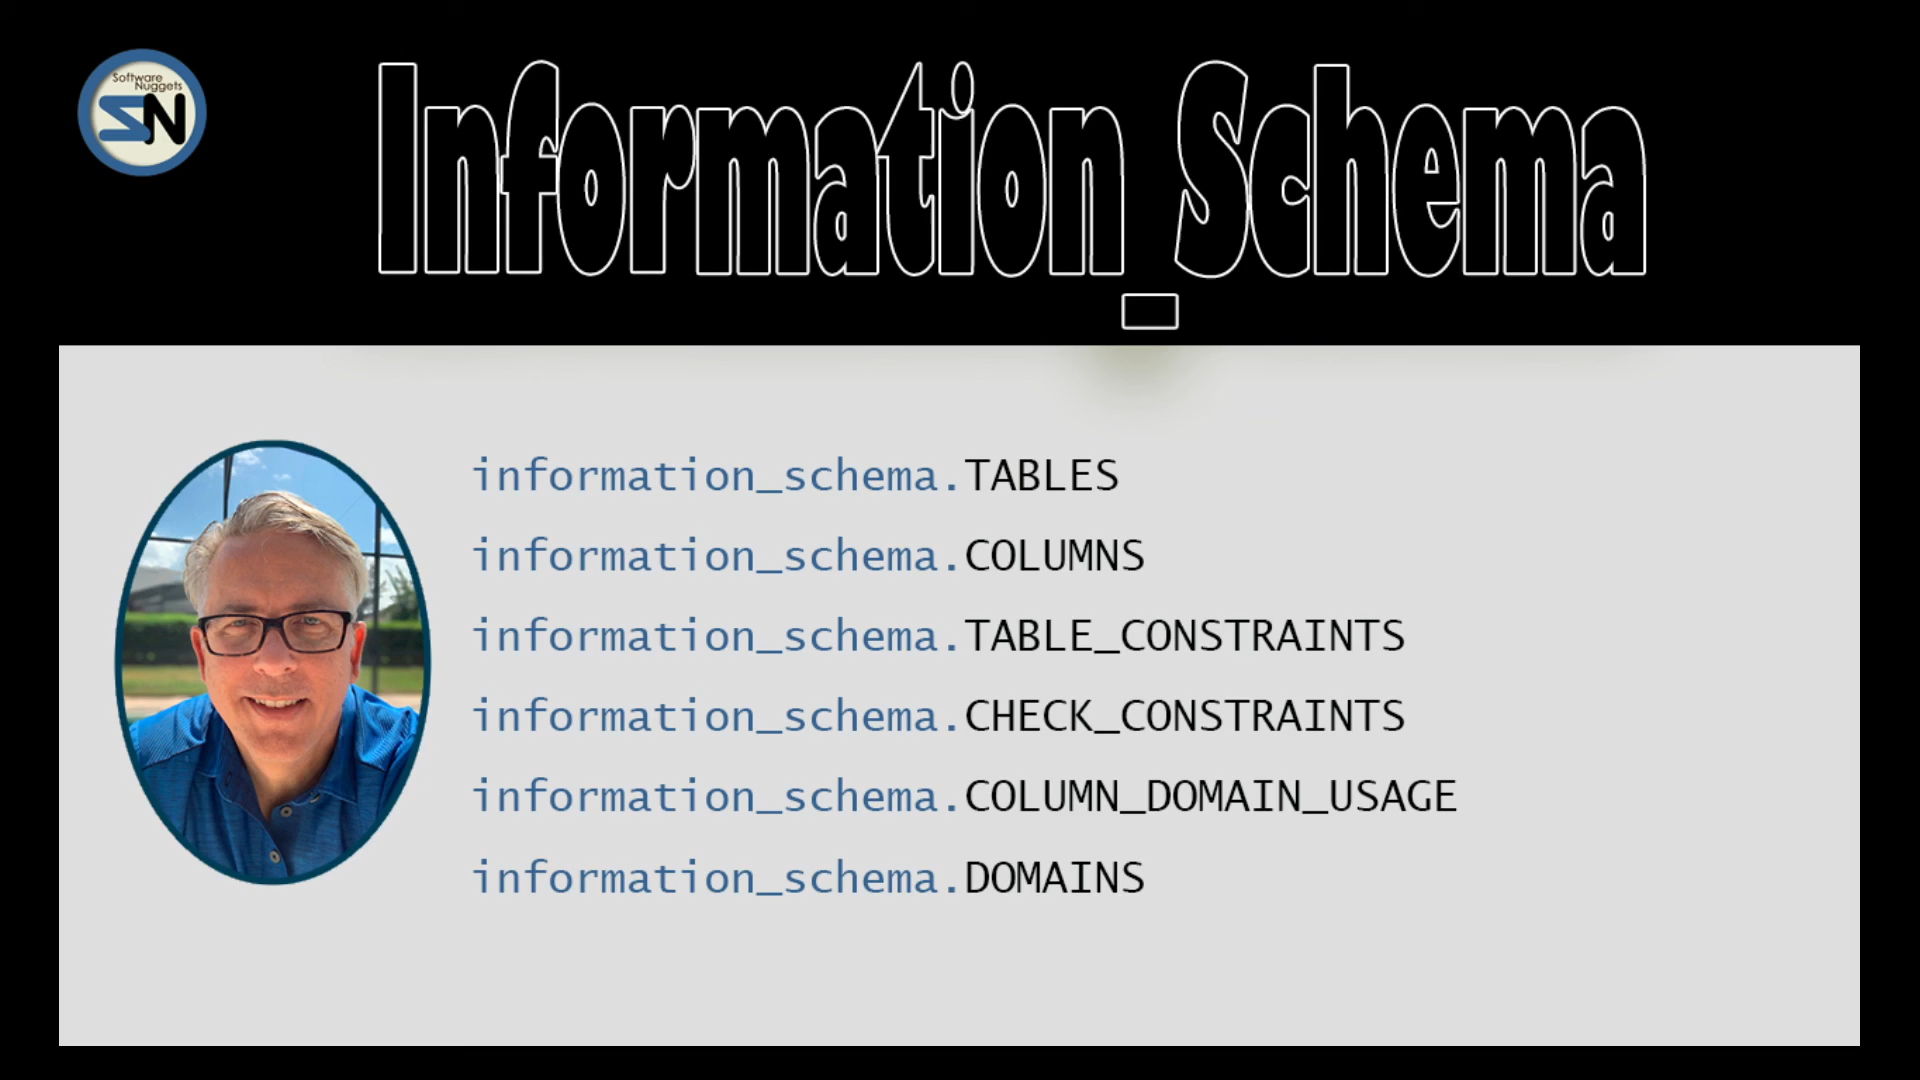 Software
Nuggets
SN
Information_Schema
information_schema.TABLES
information_schema.COLUMNS
information_schema.TABLE_CONSTRAINTS
information_schema.CHECK_CONSTRAINTS
information_schema.COLUMN_DOMAIN_USAGE
information_schema.DOMAINS